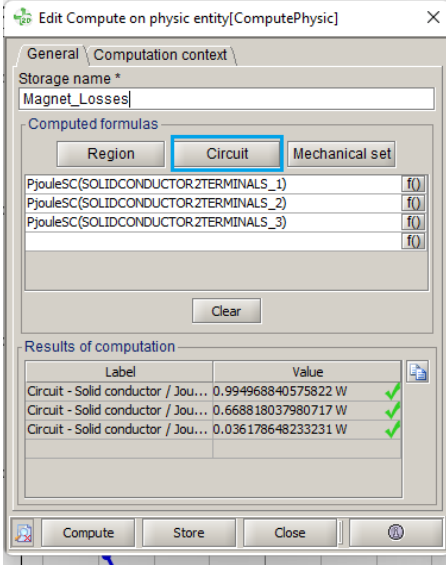 Edit Compute on physic entity[ComputePhysic]
General Computation context
Storage name *
Magnet_Losses
Computed formulas
Region Circuit Mechanical set
PjouleSC(SOLIDCONDUCTOR2TERMINALS_1) f()
PjouleSC(SOLIDCONDUCTOR2TERMINALS_2) f()
PjouleSC(SOLIDCONDUCTOR2TERMINALS_3) f()
f()
Clear
Results of computation
Label Value
Circuit - Solid conductor / Jou... 0.994968840575822 W
Circuit - Solid conductor / Jou... 0.668818037980717 W
Circuit - Solid conductor / Jou... 0.036178648233231 W
Compute Store Close